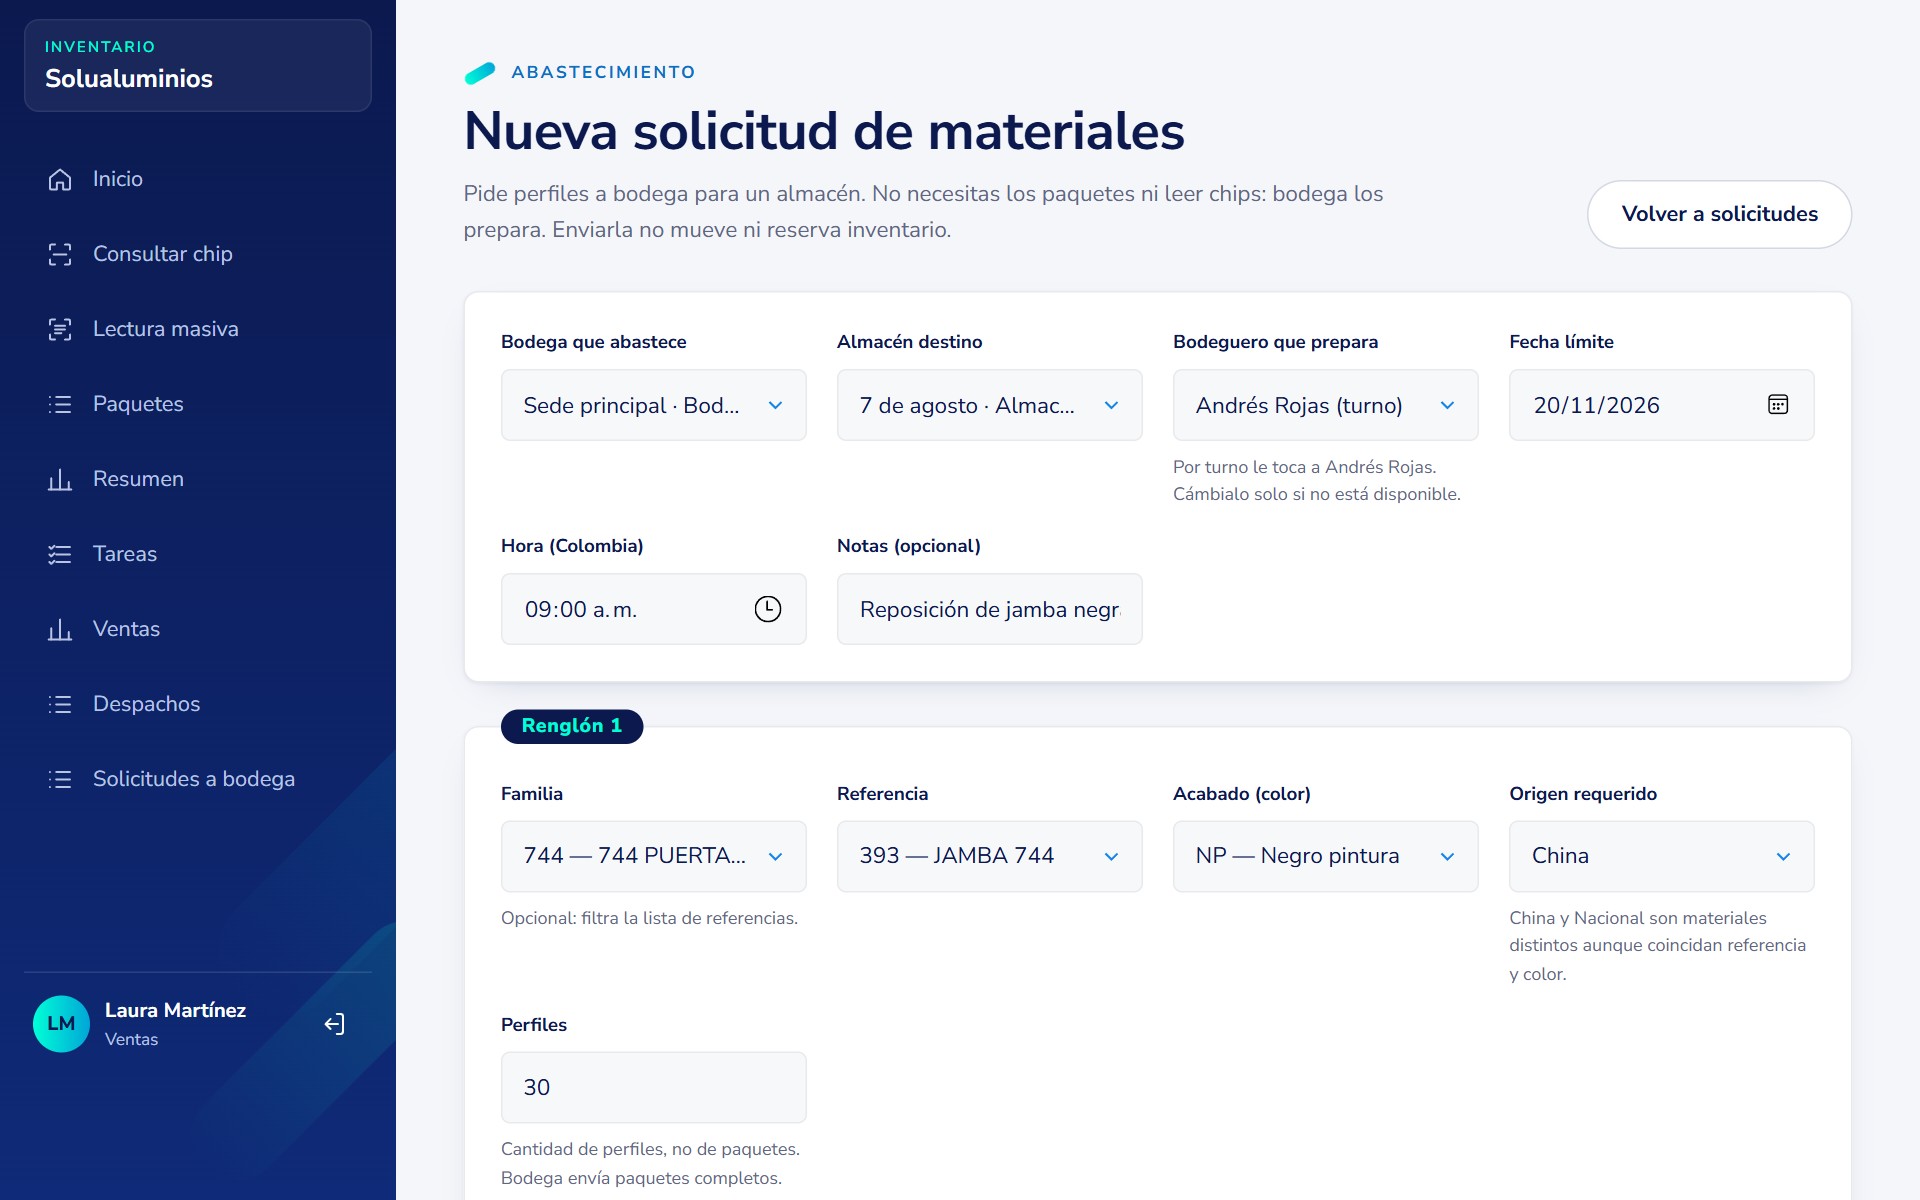 INVENTARIO
Solualuminios
Inicio
Consultar chip
Lectura masiva
Paquetes
Resumen
Tareas
Ventas
Despachos
Solicitudes a bodega
LM
Laura Martínez
Ventas
ABASTECIMIENTO
Nueva solicitud de materiales
Pide perfiles a bodega para un almacén. No necesitas los paquetes ni leer chips: bodega los
prepara. Enviarla no mueve ni reserva inventario.
Volver a solicitudes
Bodega que abastece
Sede principal · Bod...
Almacén destino
7 de agosto · Almac...
Bodeguero que prepara
Andrés Rojas (turno)
Por turno le toca a Andrés Rojas.
Cámbialo solo si no está disponible.
Fecha límite
20/11/2026
Hora (Colombia)
09:00 a.m.
Notas (opcional)
Reposición de jamba negr
Renglón 1
Familia
744 — 744 PUERTA...
Opcional: filtra la lista de referencias.
Referencia
393 — JAMBA 744
Acabado (color)
NP — Negro pintura
Origen requerido
China
China y Nacional son materiales
distintos aunque coincidan referencia
y color.
Perfiles
30
Cantidad de perfiles, no de paquetes.
Bodega envía paquetes completos.